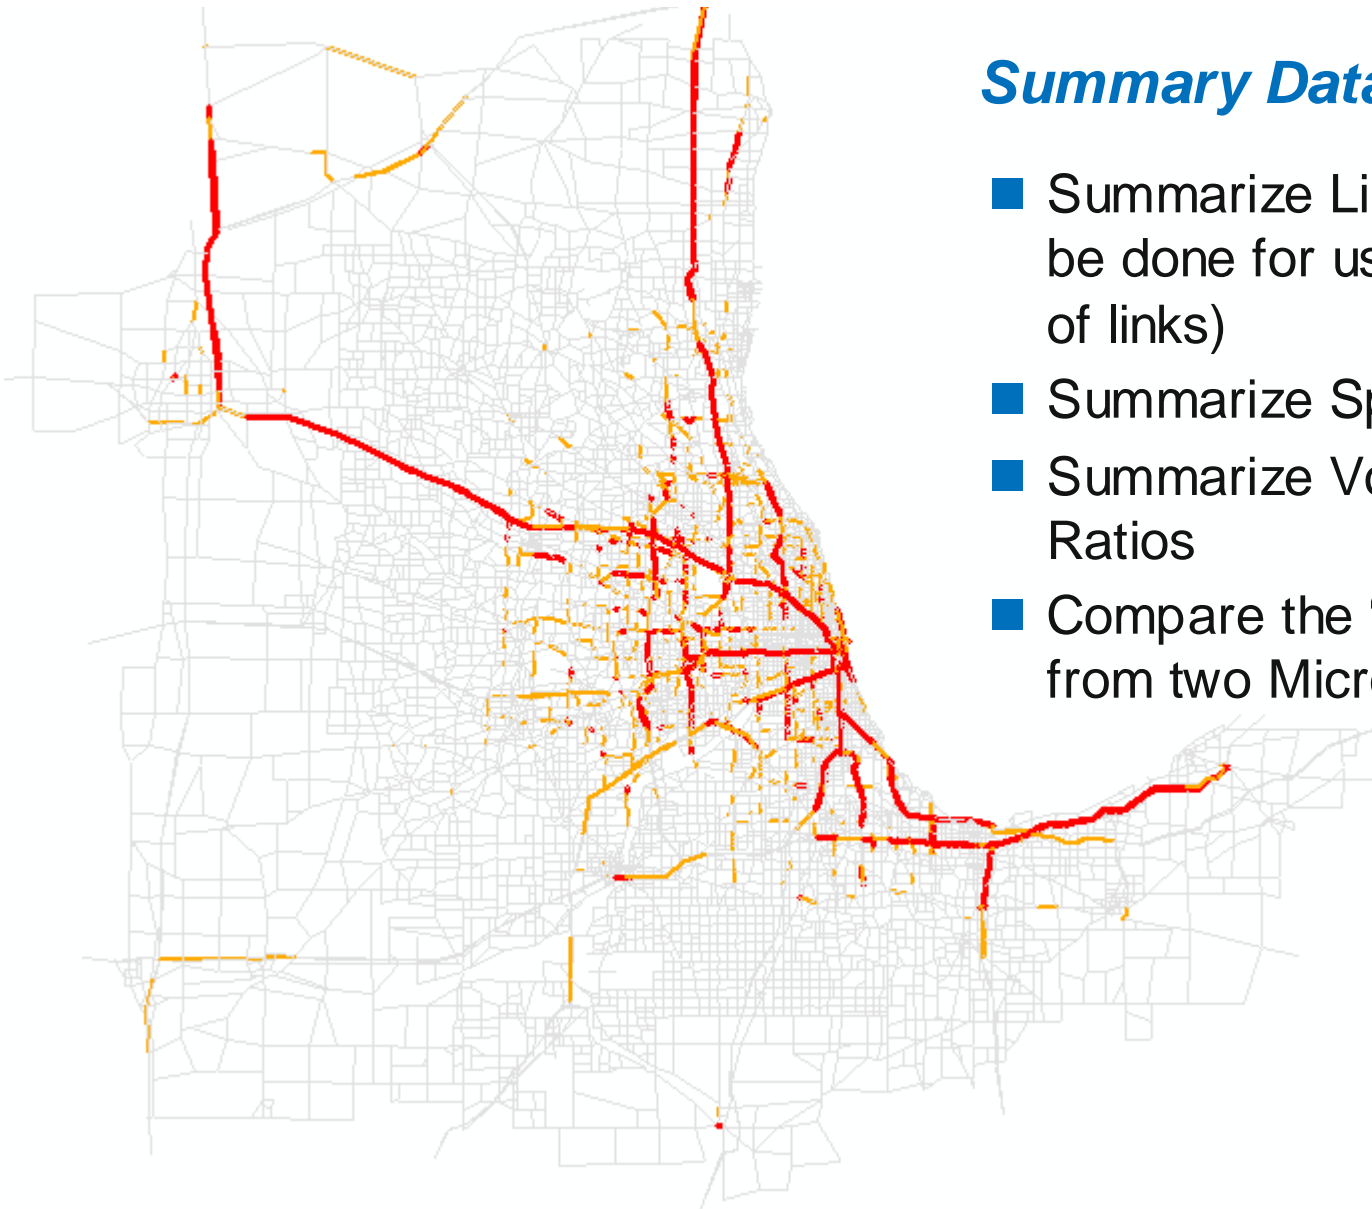 Summary Data
Summarize Li
be done for us
of links)
Summarize Sp
Summarize Vo
Ratios
Compare the
from two Micr